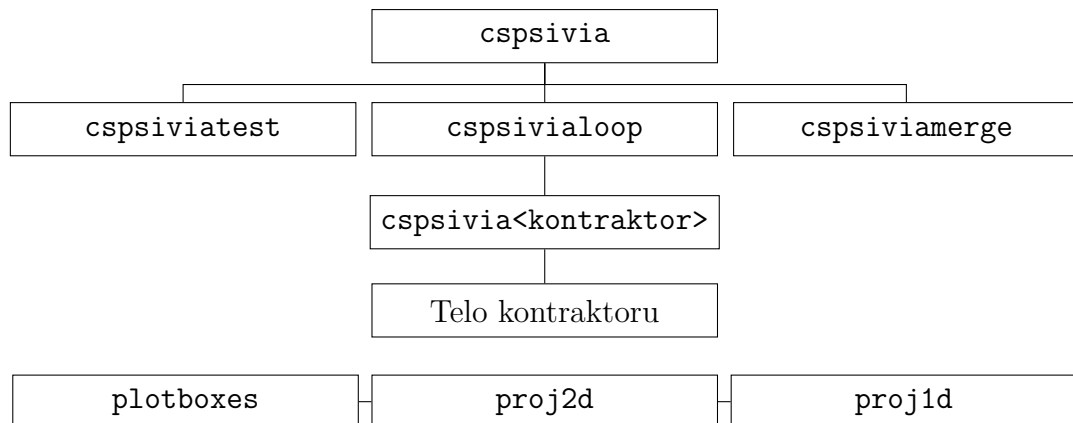 cspsivia
cspsiviatest cspsivialoop cspsiviamerge
cspsivia<kontraktor>
Telo kontraktoru
plotboxes proj2d proj1d